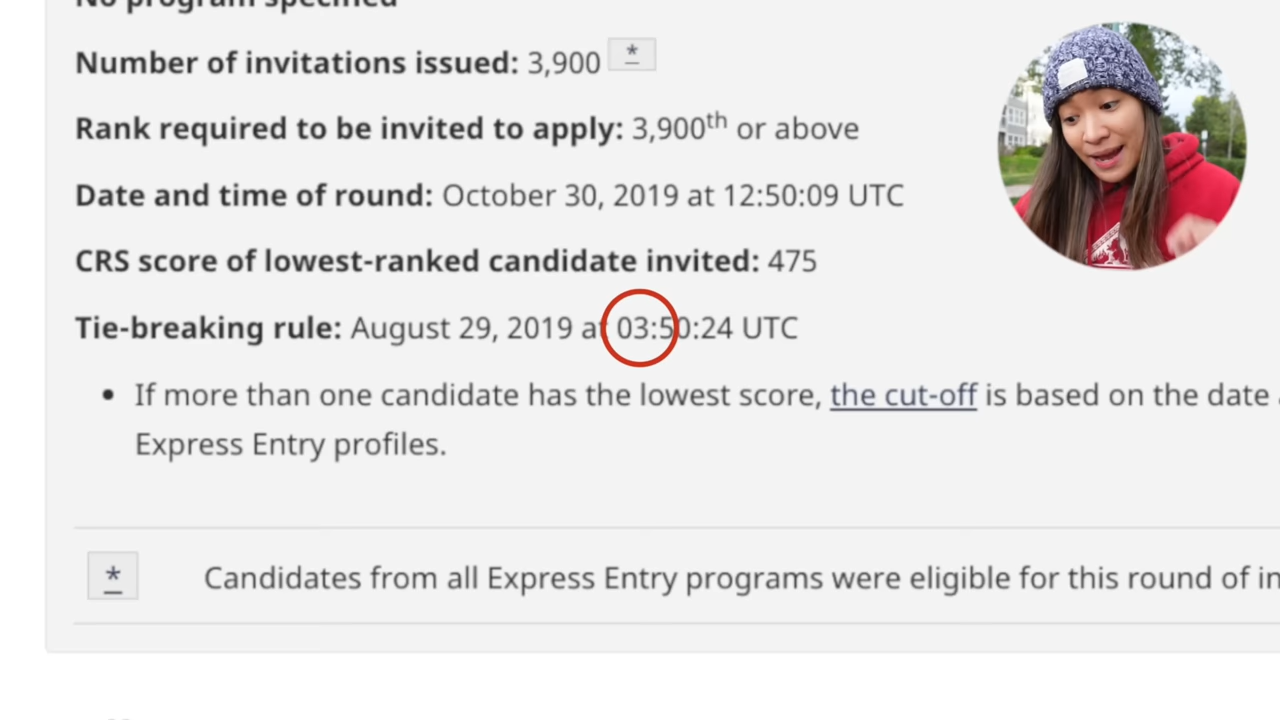 No program specified
Number of invitations issued: 3,900 *
Rank required to be invited to apply: 3,900th or above
Date and time of round: October 30, 2019 at 12:50:09 UTC
CRS score of lowest-ranked candidate invited: 475
Tie-breaking rule: August 29, 2019 at 03:50:24 UTC
• If more than one candidate has the lowest score, the cut-off is based on the date
Express Entry profiles.
* Candidates from all Express Entry programs were eligible for this round of in